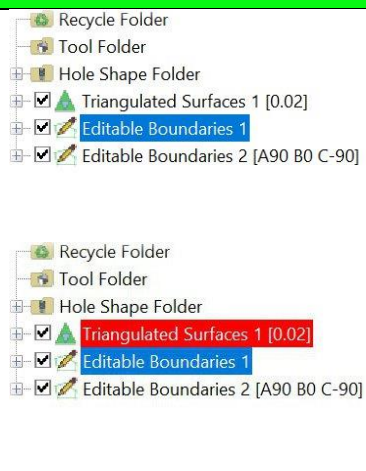 Recycle Folder
Tool Folder
Hole Shape Folder
Triangulated Surfaces 1 [0.02]
Editable Boundaries 1
Editable Boundaries 2 [A90 B0 C-90]
Recycle Folder
Tool Folder
Hole Shape Folder
Triangulated Surfaces 1 [0.02]
Editable Boundaries 1
Editable Boundaries 2 [A90 B0 C-90]